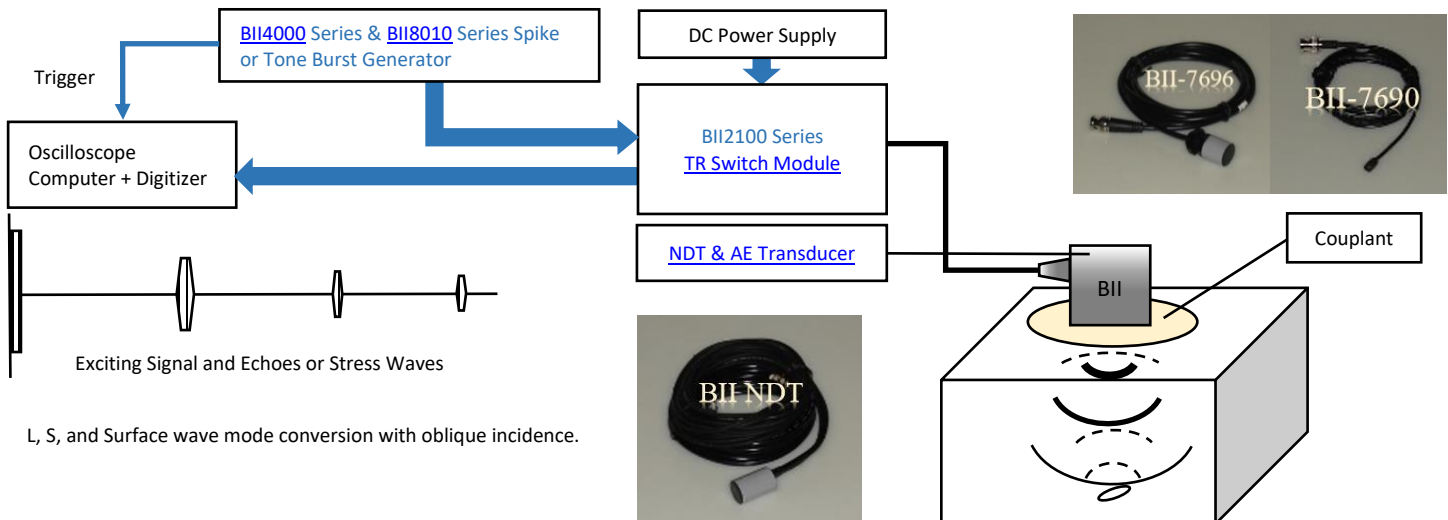 BII4000 Series & BII8010 Series Spike
or Tone Burst Generator
DC Power Supply
Trigger
BII-7696
BII-7690
Oscilloscope
Computer + Digitizer
BII2100 Series
TR Switch Module
NDT & AE Transducer
Couplant
BII
Exciting Signal and Echoes or Stress Waves
BII NDT
L, S, and Surface wave mode conversion with oblique incidence.